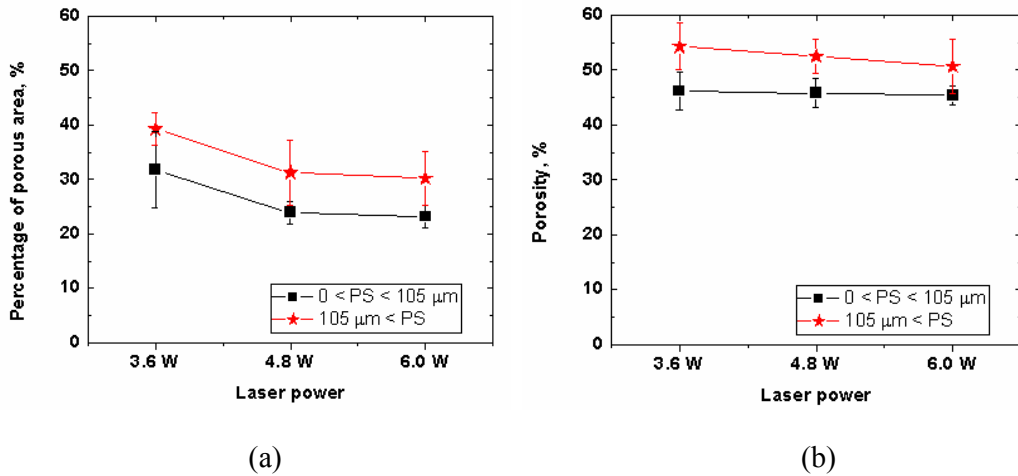 60
50
40
30
20
10
0
Percentage of porous area, %
0 < PS < 105 μm
105 μm < PS
3.6 W 4.8 W 6.0 W
Laser power
(a)
60
50
40
30
20
10
0
Porosity, %
0 < PS < 105 μm
105 μm < PS
3.6 W 4.8 W 6.0 W
Laser power
(b)